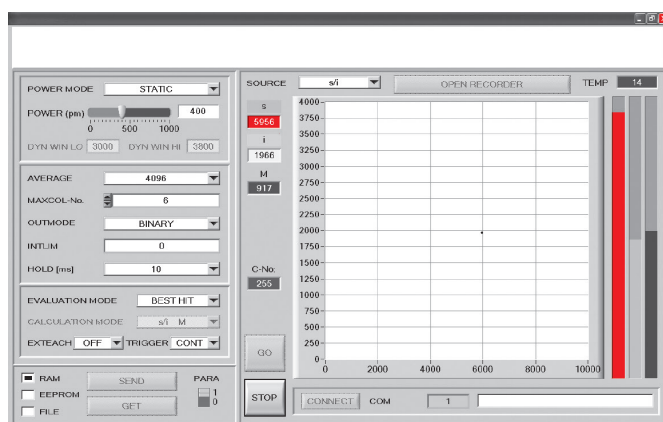 POWER MODE STATIC
POWER (pm) 400
0 500 1000
DYN WIN LO 3000 DYN WIN HI 3800
AVERAGE 4096
MAXCOL-No. 6
OUTMODE BINARY
INTLIM 0
HOLD [ms] 10
EVALUATION MODE BEST HIT
CALCULATION MODE s/i M
EXTEACH OFF TRIGGER CONT
RAM
EEPROM
FILE
SEND
GET
PARA
1
0
SOURCE s/i OPEN RECORDER TEMP 14
s
5956
i
1966
M
917
C-No:
255
GO
STOP
4000
3750
3500
3250
3000
2750
2500
2250
2000
1750
1500
1250
1000
750
500
250
0
0 2000 4000 6000 8000 10000
CONNECT COM 1